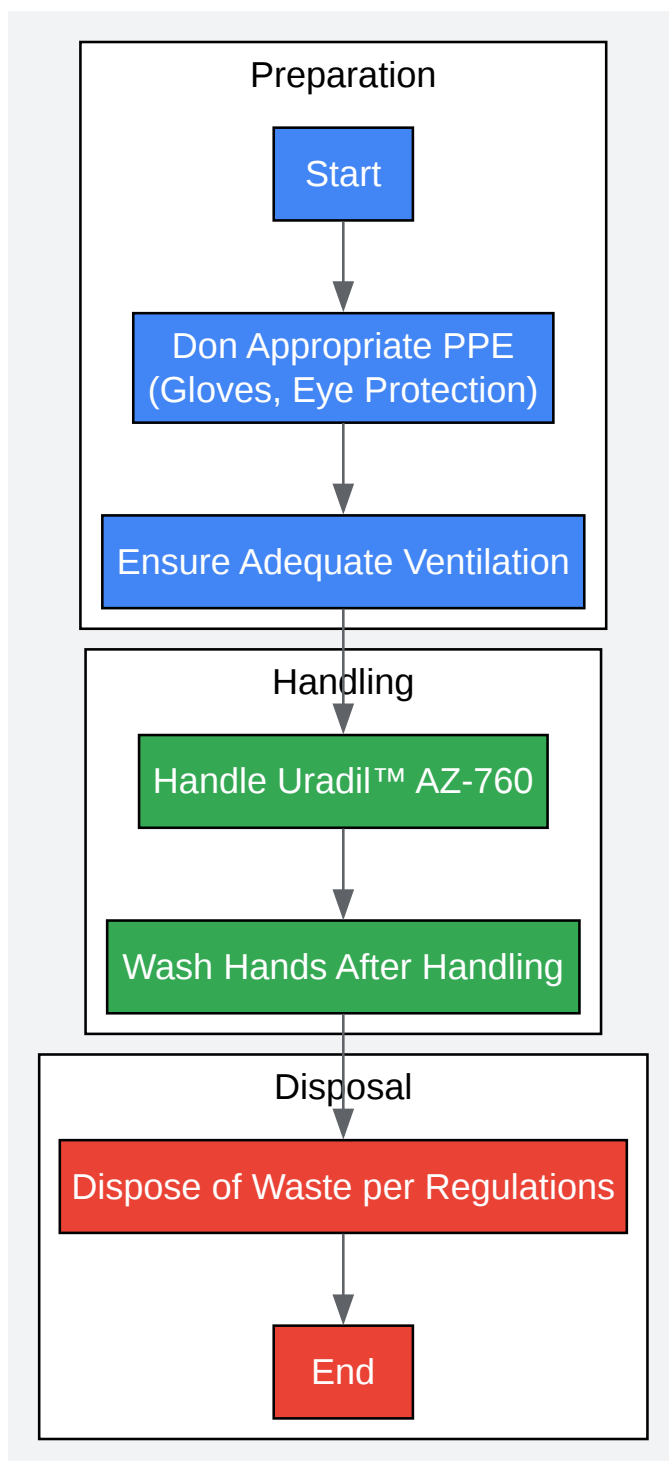 Preparation
Start
Don Appropriate PPE
(Gloves, Eye Protection)
Ensure Adequate Ventilation
Handling
Handle Uradil™ AZ-760
Wash Hands After Handling
Disposal
Dispose of Waste per Regulations
End